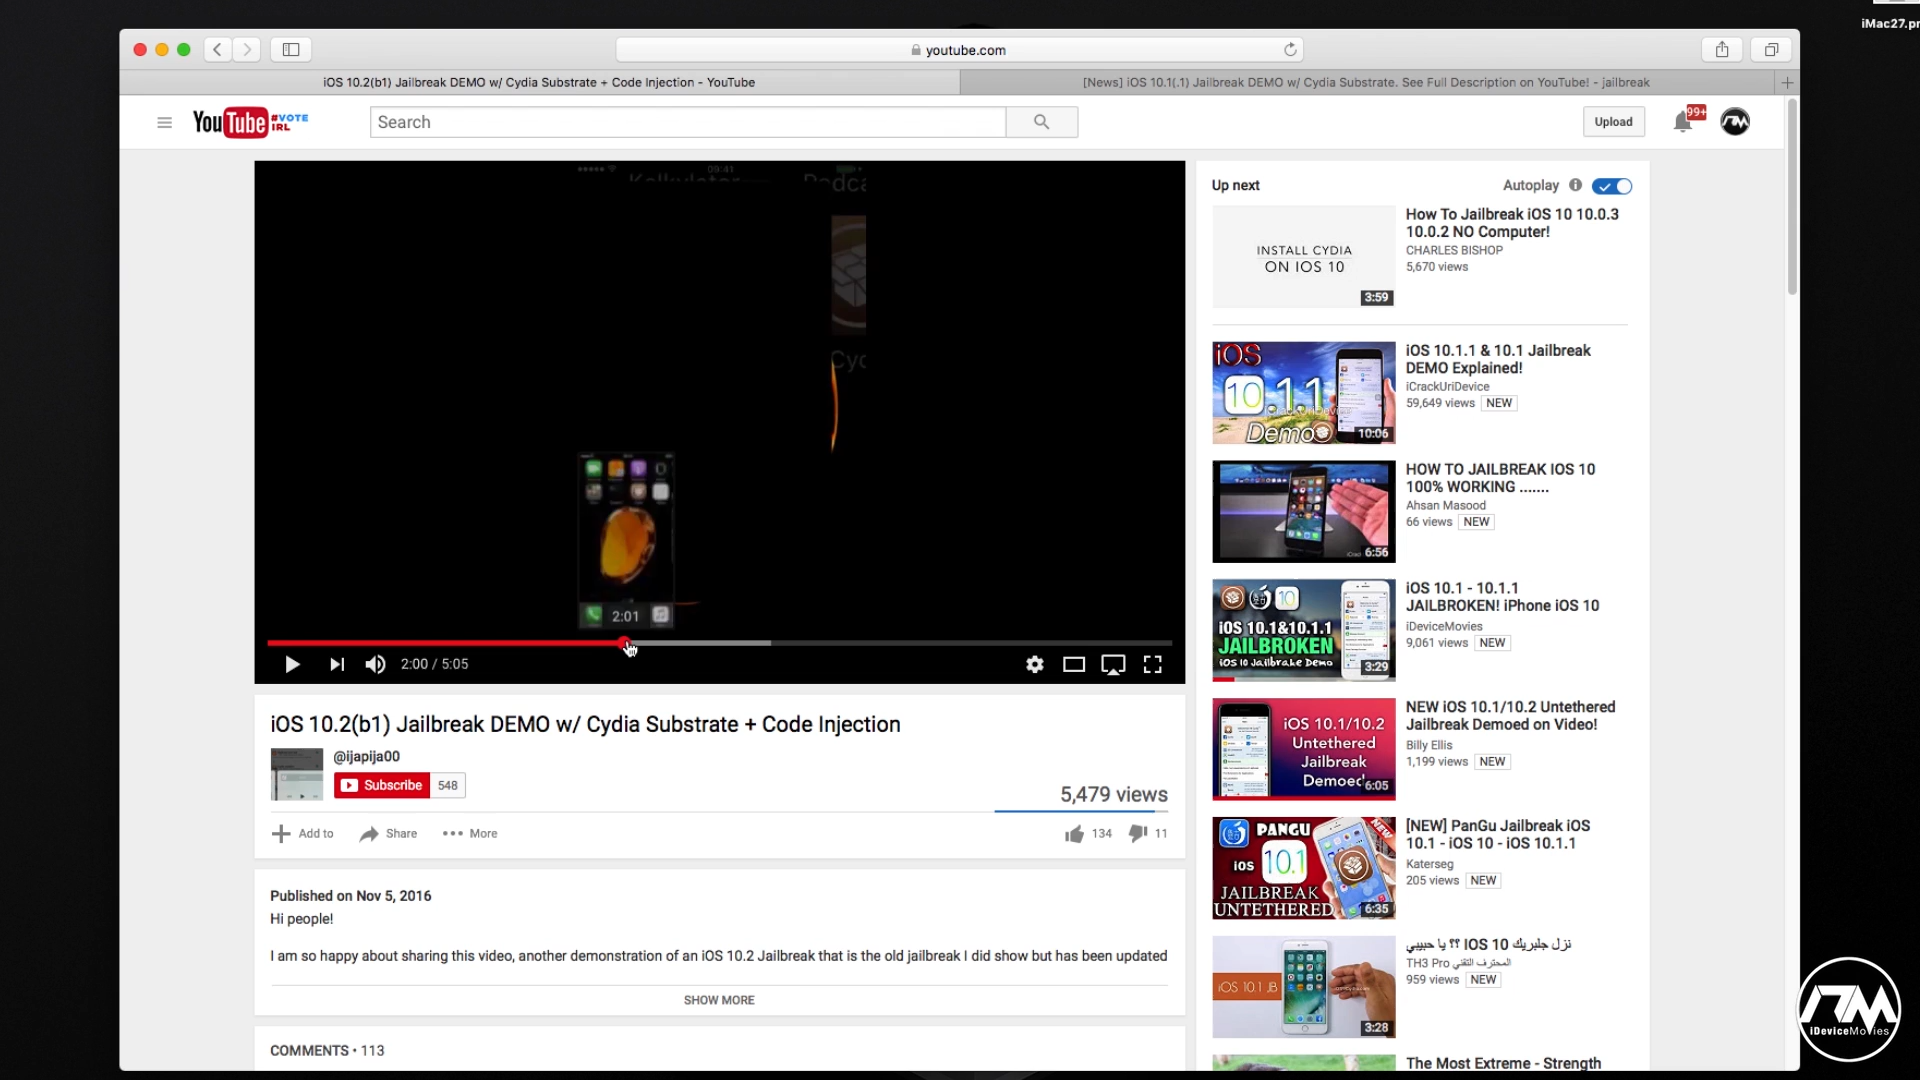 iMac27.pr
youtube.com
iOS 10.2(b1) Jailbreak DEMO w/ Cydia Substrate + Code Injection - YouTube
[News] iOS 10.1(.1) Jailbreak DEMO w/ Cydia Substrate. See Full Description on YouTube! - jailbreak
YouTube #VOTE IRL
Search
Upload
99+
09:41
Kalkulator
Podca
Cyc
2:01
2:00 / 5:05
iOS 10.2(b1) Jailbreak DEMO w/ Cydia Substrate + Code Injection
@ijapija00
Subscribe 548
5,479 views
Add to
Share
More
134
11
Published on Nov 5, 2016
Hi people!
I am so happy about sharing this video, another demonstration of an iOS 10.2 Jailbreak that is the old jailbreak I did show but has been updated
SHOW MORE
COMMENTS • 113
Up next
Autoplay
INSTALL CYDIA
ON IOS 10
3:59
How To Jailbreak iOS 10 10.0.3
10.0.2 NO Computer!
CHARLES BISHOP
5,670 views
iOS
10.1.1
Demo
10:06
iOS 10.1.1 & 10.1 Jailbreak
DEMO Explained!
iCrackUriDevice
59,649 views NEW
6:56
HOW TO JAILBREAK IOS 10
100% WORKING .......
Ahsan Masood
66 views NEW
10
iOS 10.1&10.1.1
JAILBROKEN
iOS 10 Jailbrake Demo
3:29
iOS 10.1 - 10.1.1
JAILBROKEN! iPhone iOS 10
iDeviceMovies
9,061 views NEW
iOS 10.1/10.2
Untethered
Jailbreak
Demoed
6:05
NEW iOS 10.1/10.2 Untethered
Jailbreak Demoed on Video!
Billy Ellis
1,199 views NEW
PANGU
NEW
iOS 10.1
JAILBREAK
UNTETHERED
6:35
[NEW] PanGu Jailbreak iOS
10.1 - iOS 10 - iOS 10.1.1
Katerseg
205 views NEW
iOS 10.1 JB
3:28
نزل جلبريك IOS 10 ؟؟ يا حبيبي
المحترف التقني TH3 Pro
959 views NEW
The Most Extreme - Strength
iDeviceMovies